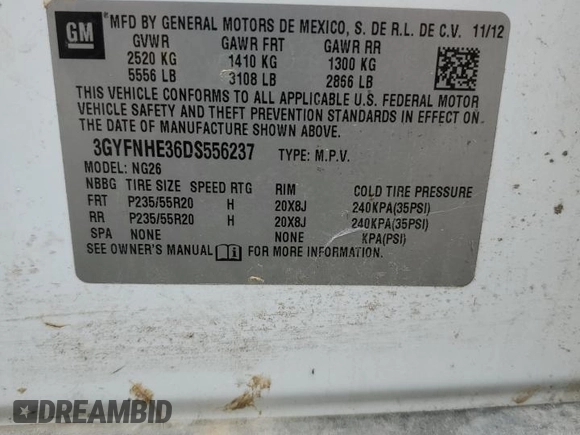 GM MFD BY GENERAL MOTORS DE MEXICO, S. DE R.L. DE C.V. 11/12
GVWR GAWR FRT GAWR RR
2520 KG 1410 KG 1300 KG
5556 LB 3108 LB 2866 LB
THIS VEHICLE CONFORMS TO ALL APPLICABLE U.S. FEDERAL MOTOR
VEHICLE SAFETY AND THEFT PREVENTION STANDARDS IN EFFECT ON THE
DATE OF MANUFACTURE SHOWN ABOVE.
3GYFNHE36DS556237 TYPE: M.P.V.
MODEL: NG26
NBBG TIRE SIZE SPEED RTG RIM COLD TIRE PRESSURE
FRT P235/55R20 H 20X8J 240KPA(35PSI)
RR P235/55R20 H 20X8J 240KPA(35PSI)
SPA NONE NONE KPA(PSI)
SEE OWNER'S MANUAL FOR MORE INFORMATION.
DREAMBID